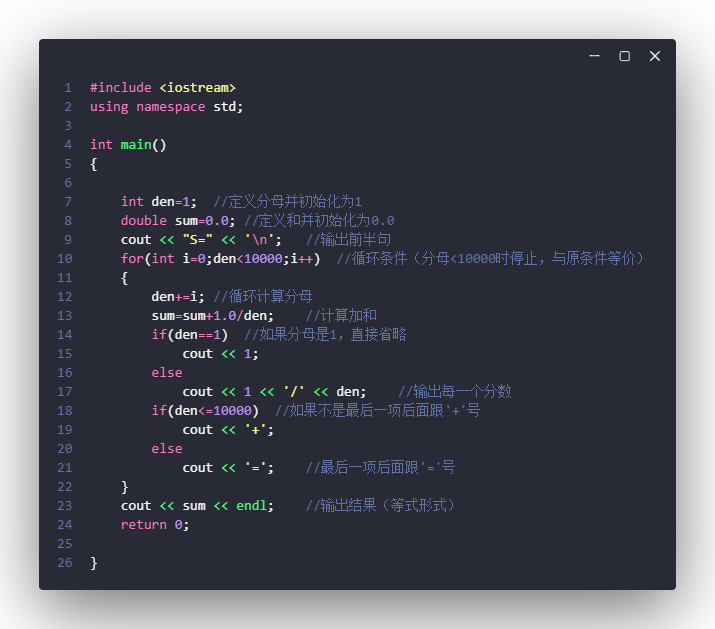 1 #include <iostream>
2 using namespace std;
3
4 int main()
5 {
6
7     int den=1;  //定义分母并初始化为1
8     double sum=0.0; //定义和并初始化为0.0
9     cout << "S=" << '\n';   //输出前半句
10     for(int i=0;den<10000;i++)  //循环条件（分母<10000时停止，与原条件等价）
11     {
12         den+=i; //循环计算分母
13         sum=sum+1.0/den;    //计算加和
14         if(den==1)  //如果分母是1，直接省略
15             cout << 1;
16         else
17             cout << 1 << '/' << den;    //输出每一个分数
18         if(den<=10000)  //如果不是最后一项后面跟'+'号
19             cout << '+';
20         else
21             cout << '=';    //最后一项后面跟'='号
22     }
23     cout << sum << endl;    //输出结果（等式形式）
24     return 0;
25
26 }